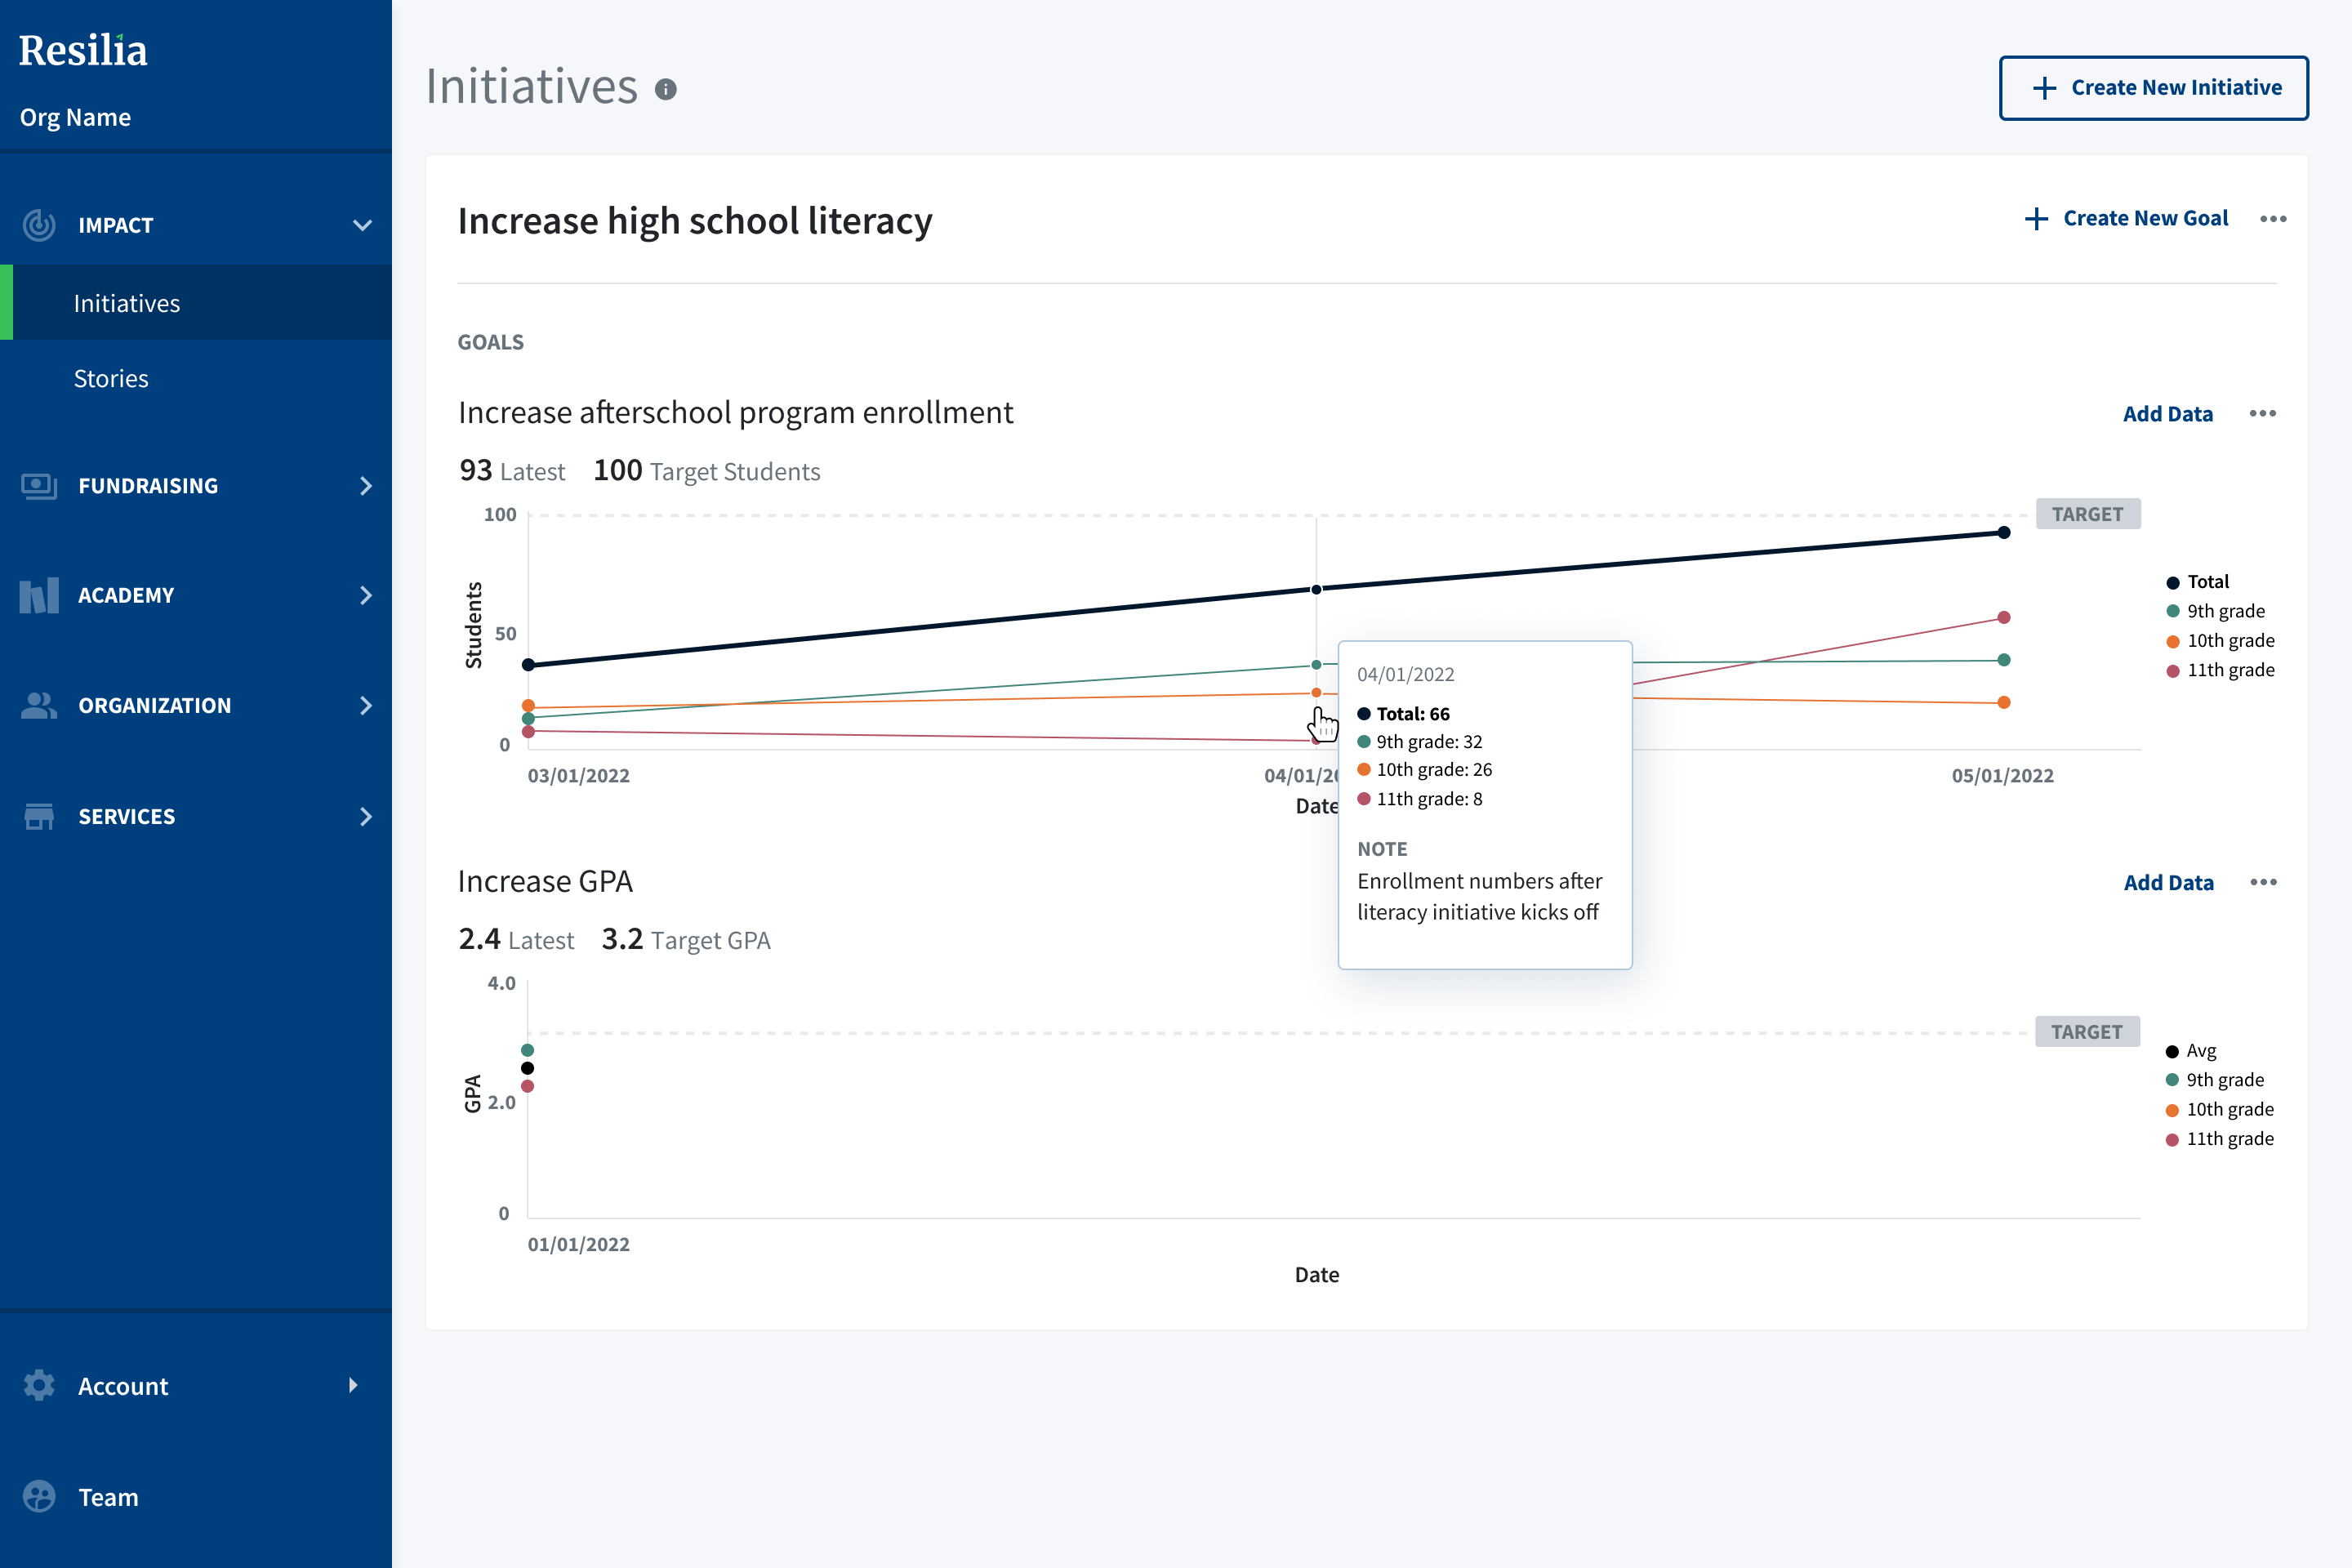 Resilia
Org Name
IMPACT
Initiatives
Stories
FUNDRAISING
ACADEMY
ORGANIZATION
SERVICES
Account
Team
Initiatives
Create New Initiative
Increase high school literacy
Create New Goal
GOALS
Increase afterschool program enrollment
Add Data
93 Latest 100 Target Students
100
TARGET
Students
50
0
Total
9th grade
10th grade
11th grade
03/01/2022
04/01/20
05/01/2022
Date
04/01/2022
Total: 66
9th grade: 32
10th grade: 26
11th grade: 8
NOTE
Enrollment numbers after
literacy initiative kicks off
Increase GPA
Add Data
2.4 Latest 3.2 Target GPA
4.0
TARGET
GPA
2.0
0
Avg
9th grade
10th grade
11th grade
01/01/2022
Date